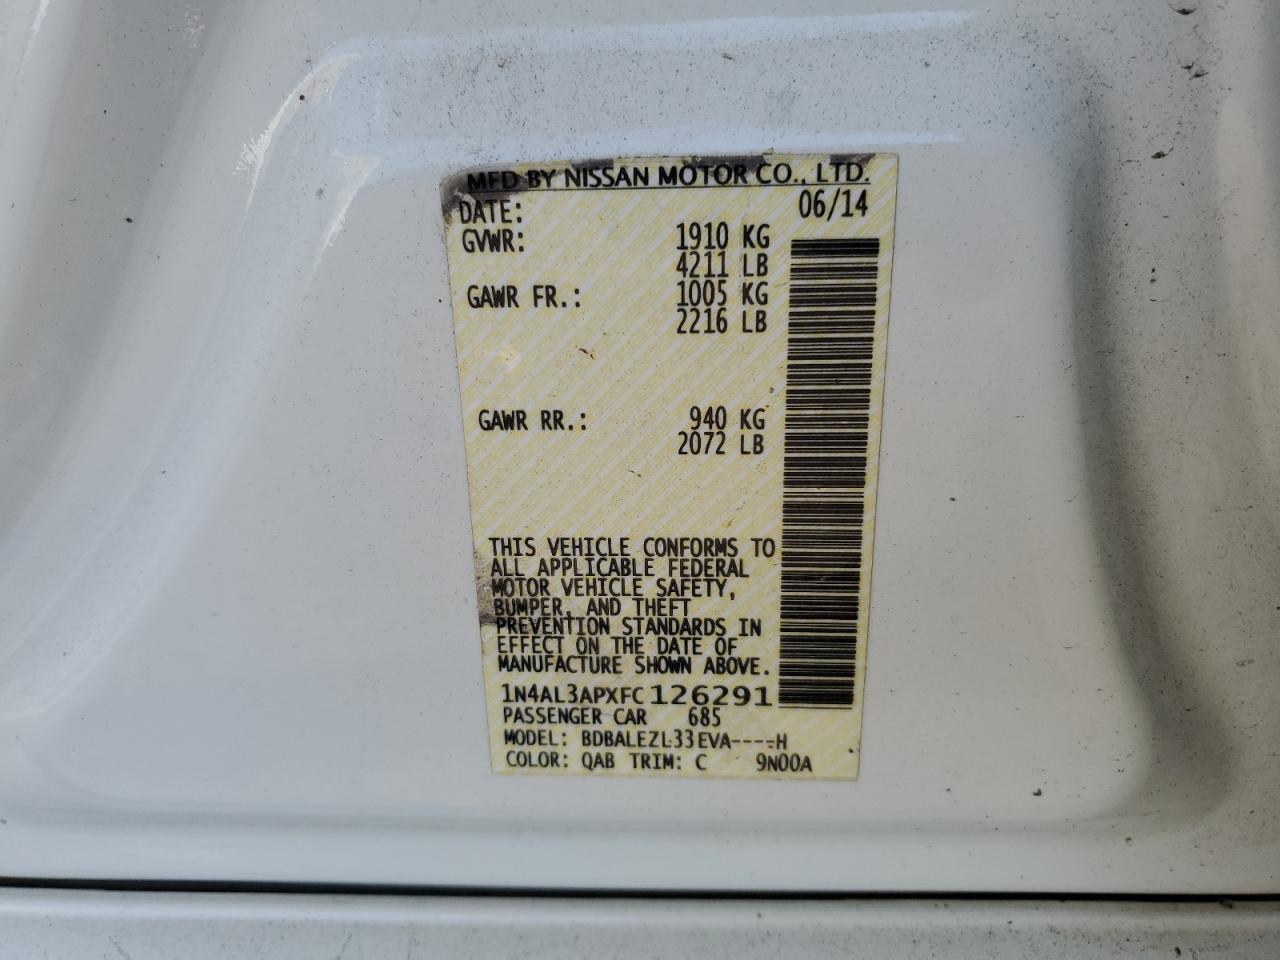 MFD BY NISSAN MOTOR CO., LTD.
DATE: 06/14
GVWR: 1910 KG
4211 LB
GAWR FR.: 1005 KG
2216 LB
GAWR RR.: 940 KG
2072 LB
THIS VEHICLE CONFORMS TO
ALL APPLICABLE FEDERAL
MOTOR VEHICLE SAFETY,
BUMPER, AND THEFT
PREVENTION STANDARDS IN
EFFECT ON THE DATE OF
MANUFACTURE SHOWN ABOVE.
1N4AL3APXFC126291
PASSENGER CAR 685
MODEL: BDBALEZL-33EVA----H
COLOR: QAB TRIM: C 9N00A